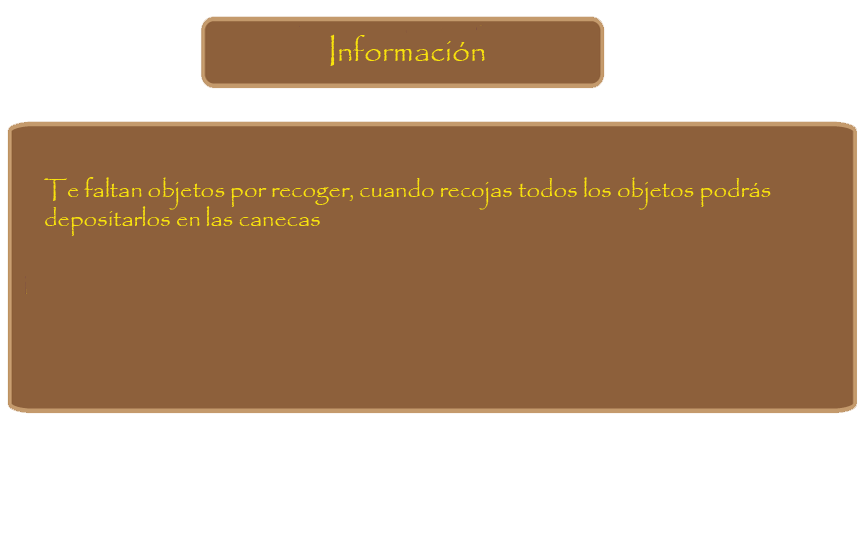 Información
Te faltan objetos por recoger, cuando recojas todos los objetos podrás
depositarlos en las canecas